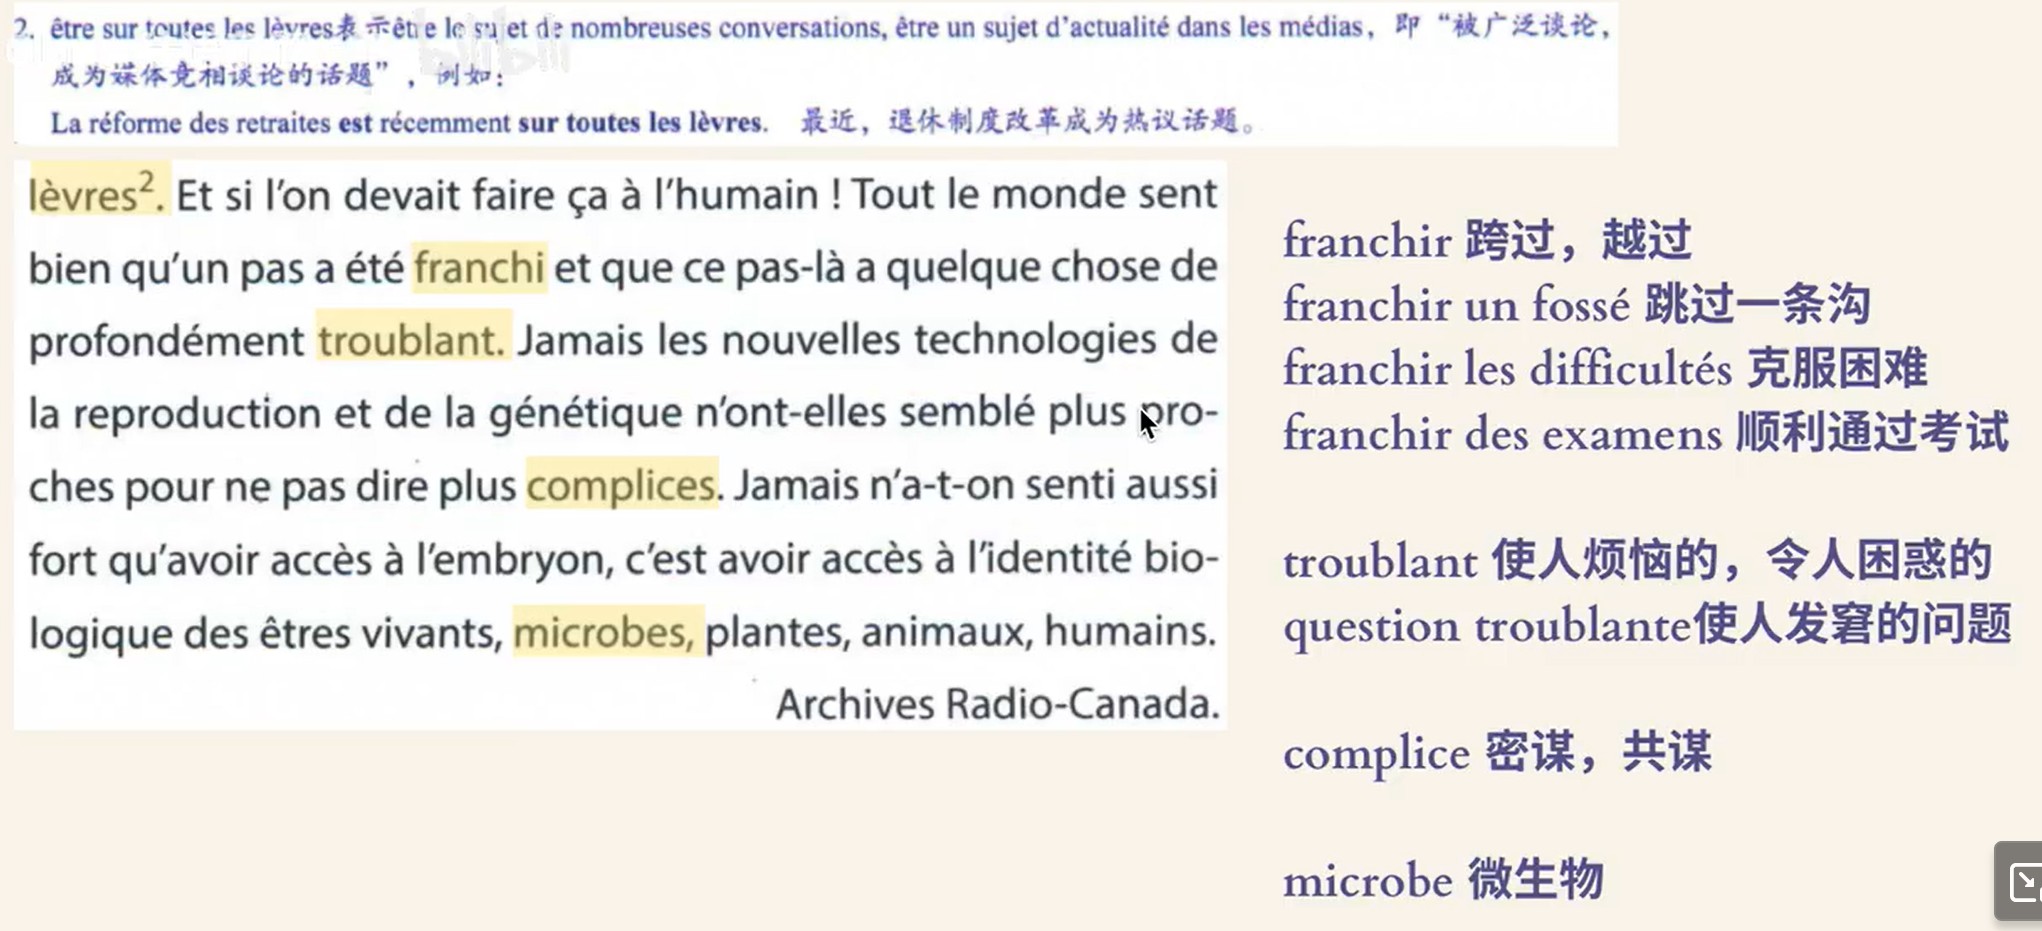 2. être sur toutes les lèvres表示être le sujet de nombreuses conversations, être un sujet d'actualité dans les médias，即“被广泛谈论，
成为媒体竞相谈论的话题”，例如：
La réforme des retraites est récemment sur toutes les lèvres. 最近，退休制度改革成为热议话题。
lèvres². Et si l'on devait faire ça à l'humain ! Tout le monde sent
bien qu'un pas a été franchi et que ce pas-là a quelque chose de
profondément troublant. Jamais les nouvelles technologies de
la reproduction et de la génétique n'ont-elles semblé plus pro-
ches pour ne pas dire plus complices. Jamais n'a-t-on senti aussi
fort qu'avoir accès à l'embryon, c'est avoir accès à l'identité bio-
logique des êtres vivants, microbes, plantes, animaux, humains.
Archives Radio-Canada.
franchir 跨过，越过
franchir un fossé 跳过一条沟
franchir les difficultés 克服困难
franchir des examens 顺利通过考试
troublant 使人烦恼的，令人困惑的
question troublante使人发窘的问题
complice 密谋，共谋
microbe 微生物
bilibili